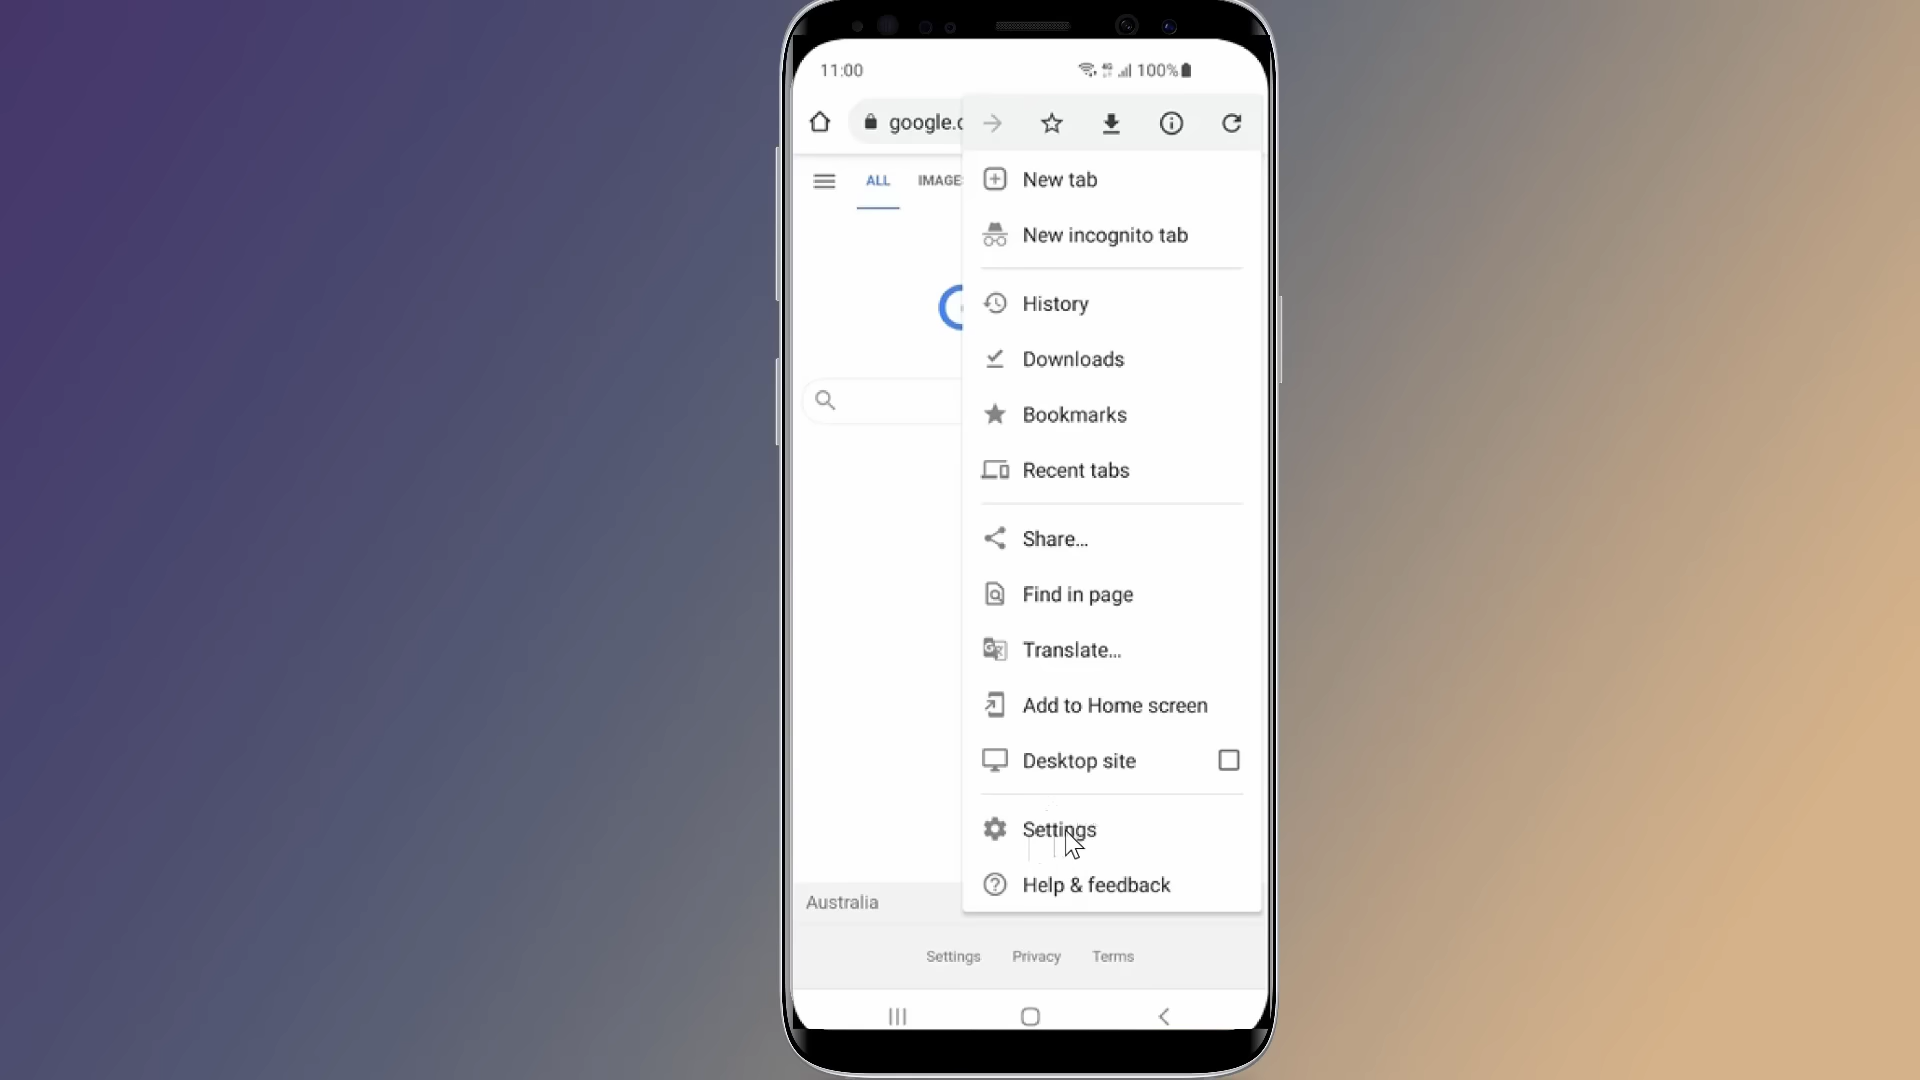 11:00 4G 100%
google.c
ALL IMAGE
New tab
New incognito tab
History
Downloads
Bookmarks
Recent tabs
Share...
Find in page
Translate...
Add to Home screen
Desktop site
Settings
Help & feedback
Australia
Settings Privacy Terms